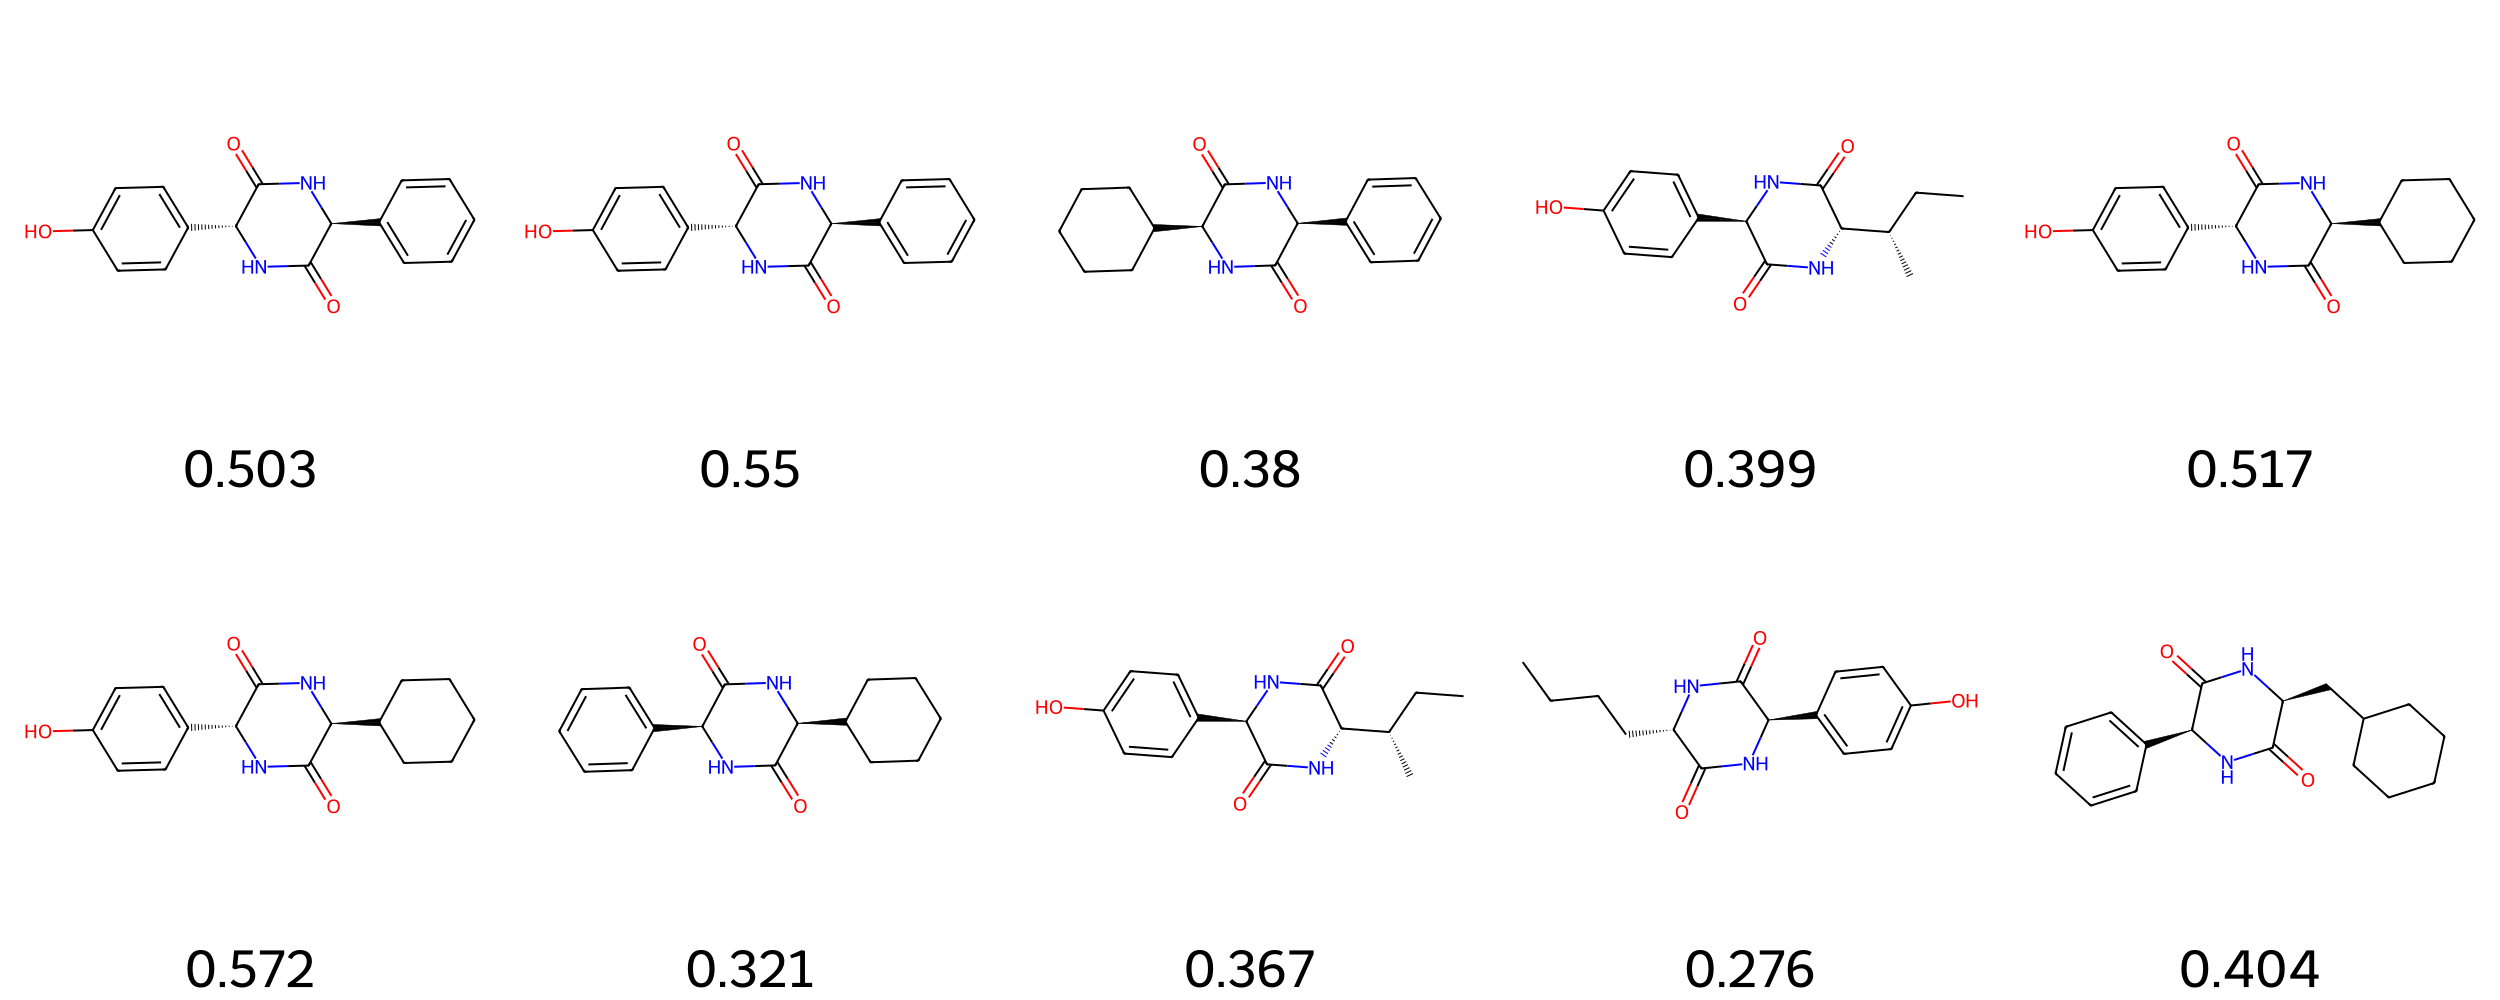 O NH HO HN O
O NH HO HN O
O NH HN O
HN O HO NH O
O NH HO HN O
0.503 0.55 0.38 0.399 0.517
O NH HO HN O
O NH HN O
HN O HO NH O
O HN OH NH O
O H N N H O
0.572 0.321 0.367 0.276 0.404